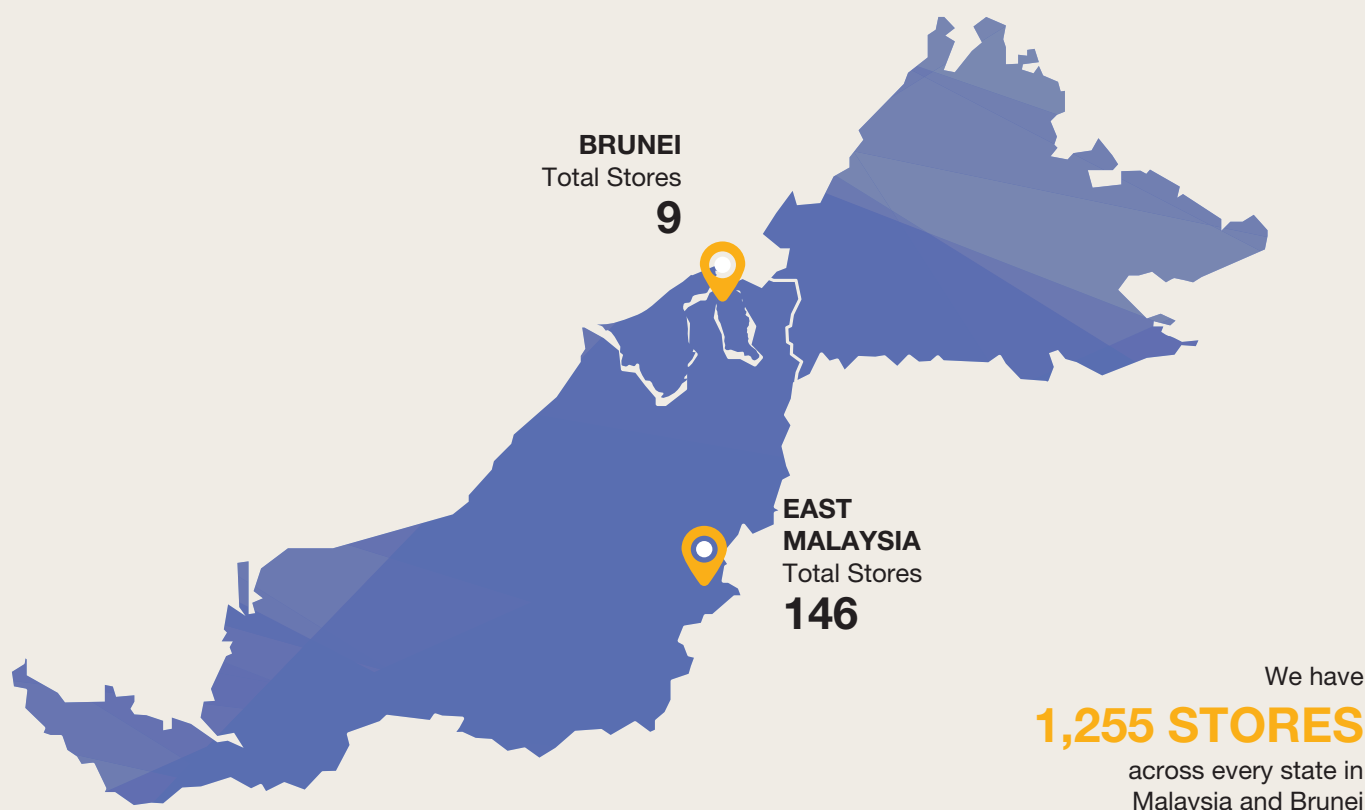 BRUNEI
Total Stores
9
EAST
MALAYSIA
Total Stores
146
We have
1,255 STORES
across every state in
Malaysia and Brunei